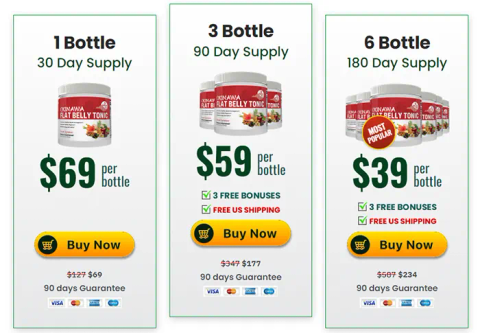 1 Bottle
30 Day Supply
OKINAWA
FLAT BELLY TONIC
$69 per
bottle
Buy Now
$127 $69
90 days Guarantee
VISA
3 Bottle
90 Day Supply
OKINAWA
FLAT BELLY TONIC
$59 per
bottle
3 FREE BONUSES
FREE US SHIPPING
Buy Now
$347 $177
90 days Guarantee
VISA
6 Bottle
180 Day Supply
OKINAWA
FLAT BELLY TONIC
MOST
POPULAR
$39 per
bottle
3 FREE BONUSES
FREE US SHIPPING
Buy Now
$587 $234
90 days Guarantee
VISA